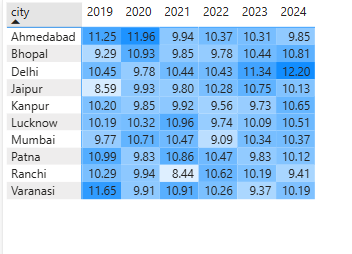 city 2019 2020 2021 2022 2023 2024
Ahmedabad 11.25 11.96 9.94 10.37 10.31 9.85
Bhopal 9.29 10.93 9.85 9.78 10.44 10.81
Delhi 10.45 9.78 10.44 10.43 11.34 12.20
Jaipur 8.59 9.93 9.80 10.28 10.75 10.13
Kanpur 10.20 9.85 9.92 9.56 9.73 10.65
Lucknow 10.19 10.32 10.96 9.74 10.09 10.51
Mumbai 9.77 10.71 10.47 9.09 10.34 10.37
Patna 10.99 9.83 10.86 10.47 9.83 10.12
Ranchi 10.29 9.94 8.44 10.62 10.19 9.41
Varanasi 11.65 9.91 10.91 10.26 9.37 10.19